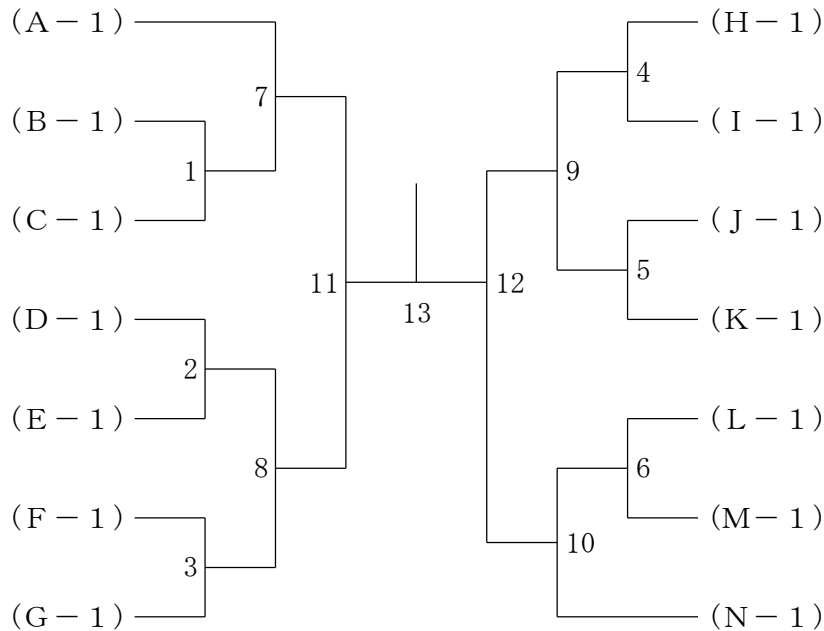 (A－1)
(B－1)
(C－1)
(D－1)
(E－1)
(F－1)
(G－1)
1
2
3
7
8
11
13
12
9
10
4
5
6
(H－1)
(I－1)
(J－1)
(K－1)
(L－1)
(M－1)
(N－1)